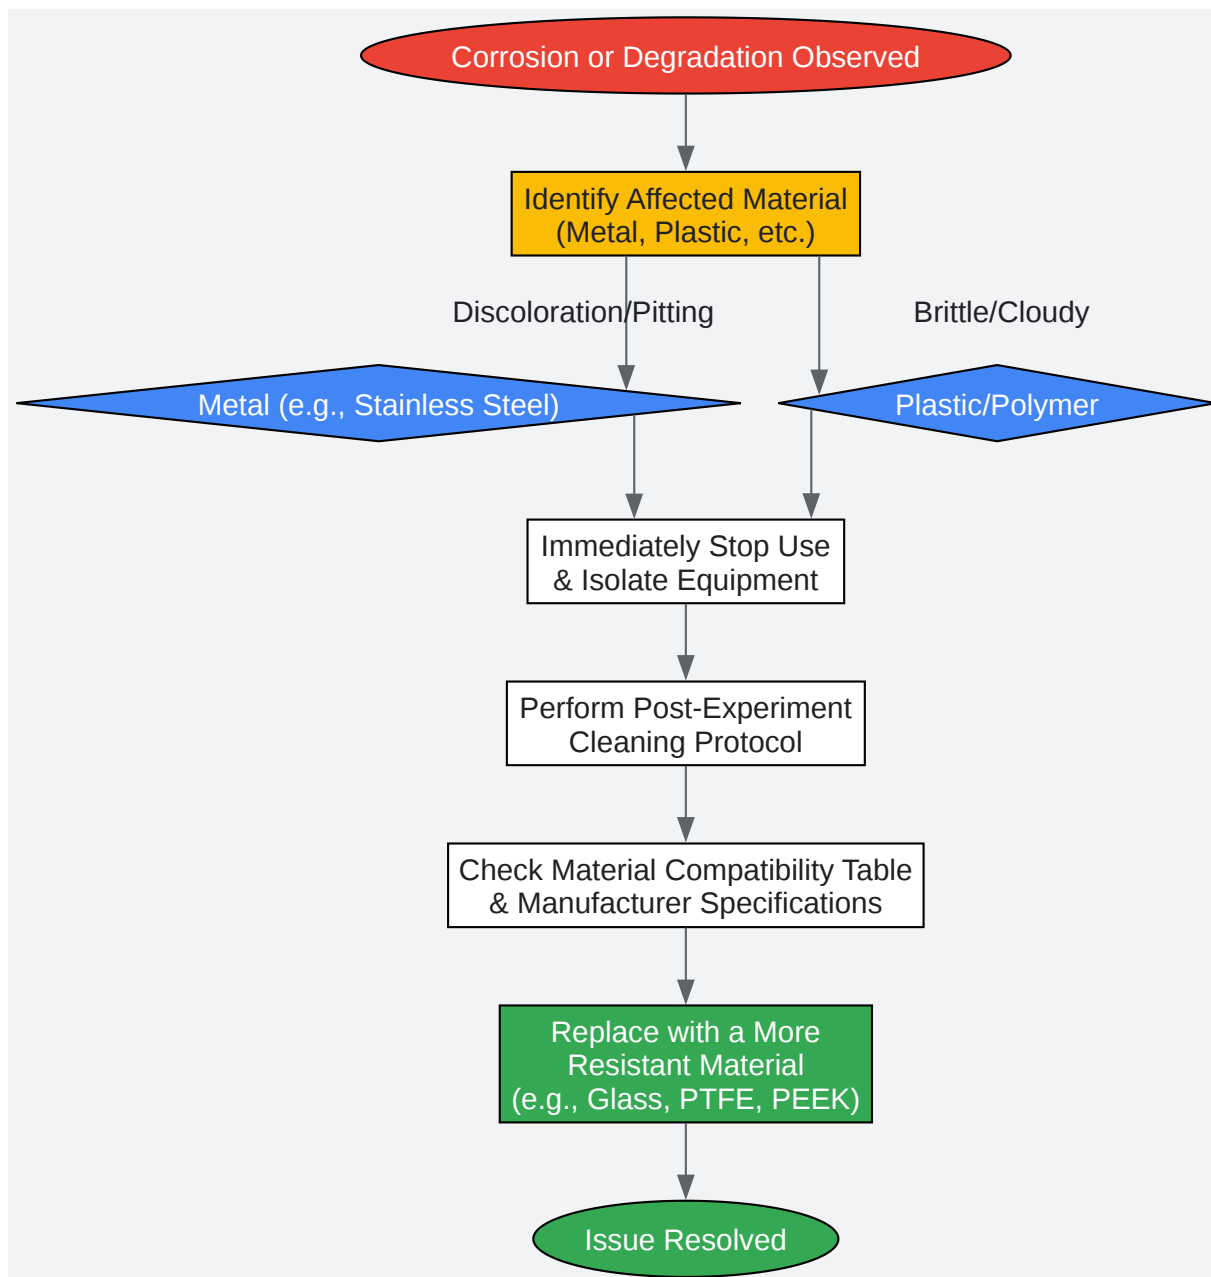 Corrosion or Degradation Observed
Identify Affected Material
(Metal, Plastic, etc.)
Discoloration/Pitting
Brittle/Cloudy
Metal (e.g., Stainless Steel)
Plastic/Polymer
Immediately Stop Use
& Isolate Equipment
Perform Post-Experiment
Cleaning Protocol
Check Material Compatibility Table
& Manufacturer Specifications
Replace with a More
Resistant Material
(e.g., Glass, PTFE, PEEK)
Issue Resolved